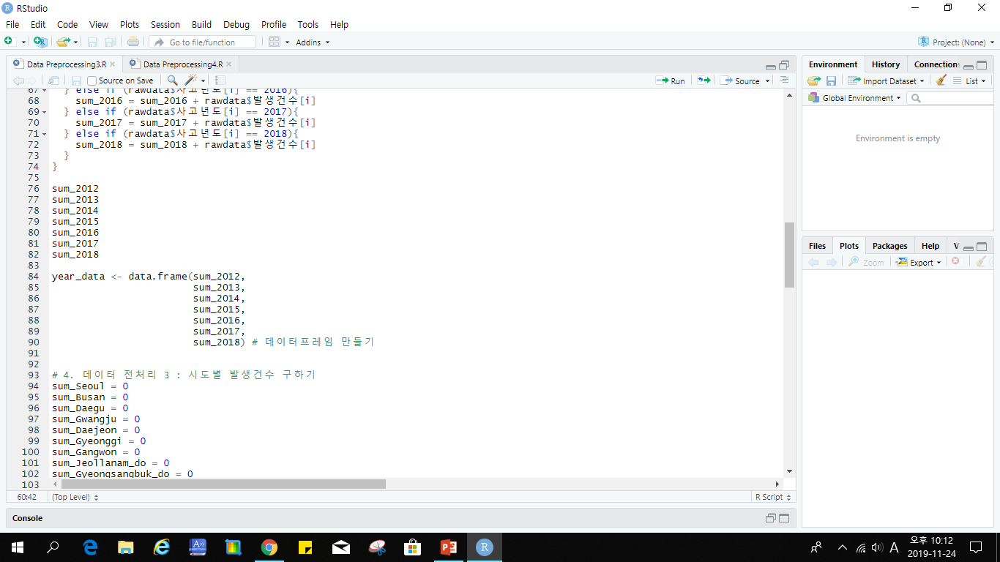 RStudio
File Edit Code View Plots Session Build Debug Profile Tools Help
Go to file/function
Addins
Project: (None)
Data Preprocessing3.R
Data Preprocessing4.R
Source on Save
Run
Source
67 } else if (rawdata$사고년도[i] == 2016){
68 sum_2016 = sum_2016 + rawdata$발생건수[i]
69 } else if (rawdata$사고년도[i] == 2017){
70 sum_2017 = sum_2017 + rawdata$발생건수[i]
71 } else if (rawdata$사고년도[i] == 2018){
72 sum_2018 = sum_2018 + rawdata$발생건수[i]
73 }
74 }
75
76 sum_2012
77 sum_2013
78 sum_2014
79 sum_2015
80 sum_2016
81 sum_2017
82 sum_2018
83
84 year_data <- data.frame(sum_2012,
85 sum_2013,
86 sum_2014,
87 sum_2015,
88 sum_2016,
89 sum_2017,
90 sum_2018) # 데이터프레임 만들기
91
92
93 # 4. 데이터 전처리 3 : 시도별 발생건수 구하기
94 sum_Seoul = 0
95 sum_Busan = 0
96 sum_Daegu = 0
97 sum_Gwangju = 0
98 sum_Daejeon = 0
99 sum_Gyeonggi = 0
100 sum_Gangwon = 0
101 sum_Jeollanam_do = 0
102 sum_Gyeongsangbuk_do = 0
103
60:42 (Top Level) R Script
Console
Environment History Connections
Import Dataset List
Global Environment
Environment is empty
Files Plots Packages Help V
Zoom Export
A
오후 10:12
2019-11-24